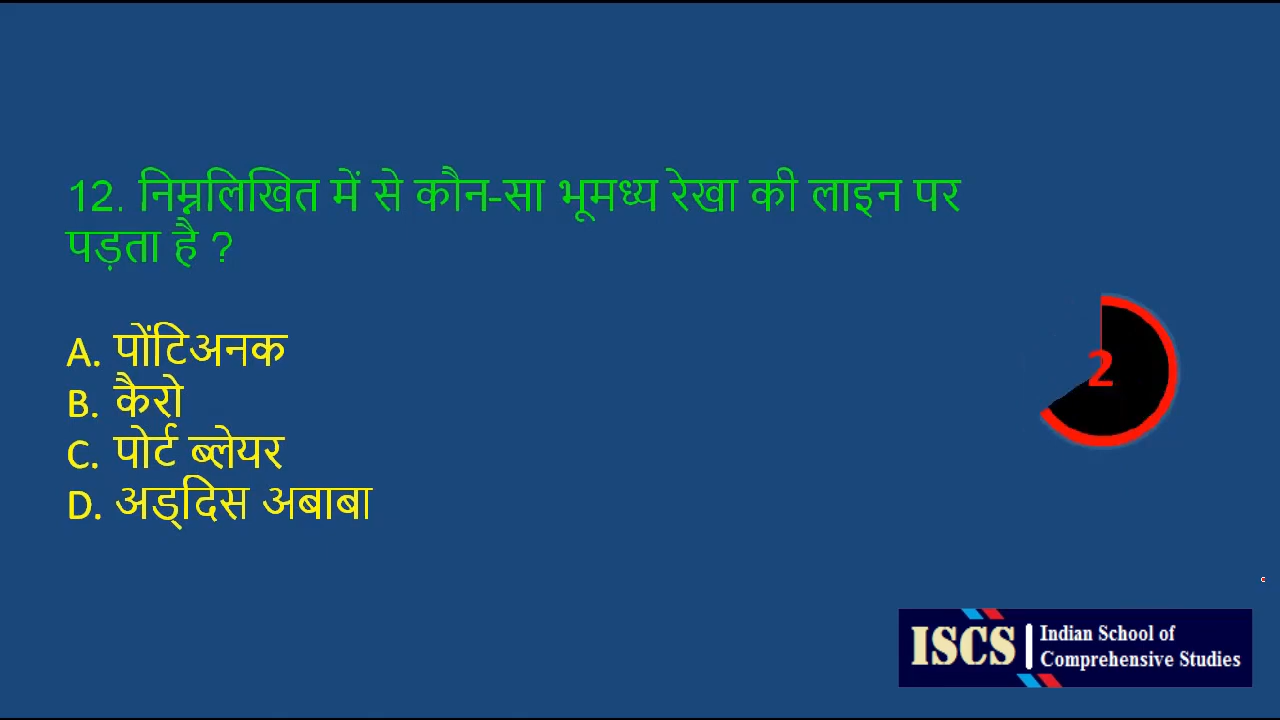 12. निम्नलिखित में से कौन-सा भूमध्य रेखा की लाइन पर
पड़ता है ?
A. पोंटिअनक
B. कैरो
C. पोर्ट ब्लेयर
D. अड्दिस अबाबा
2
ISCS
Indian School of
Comprehensive Studies